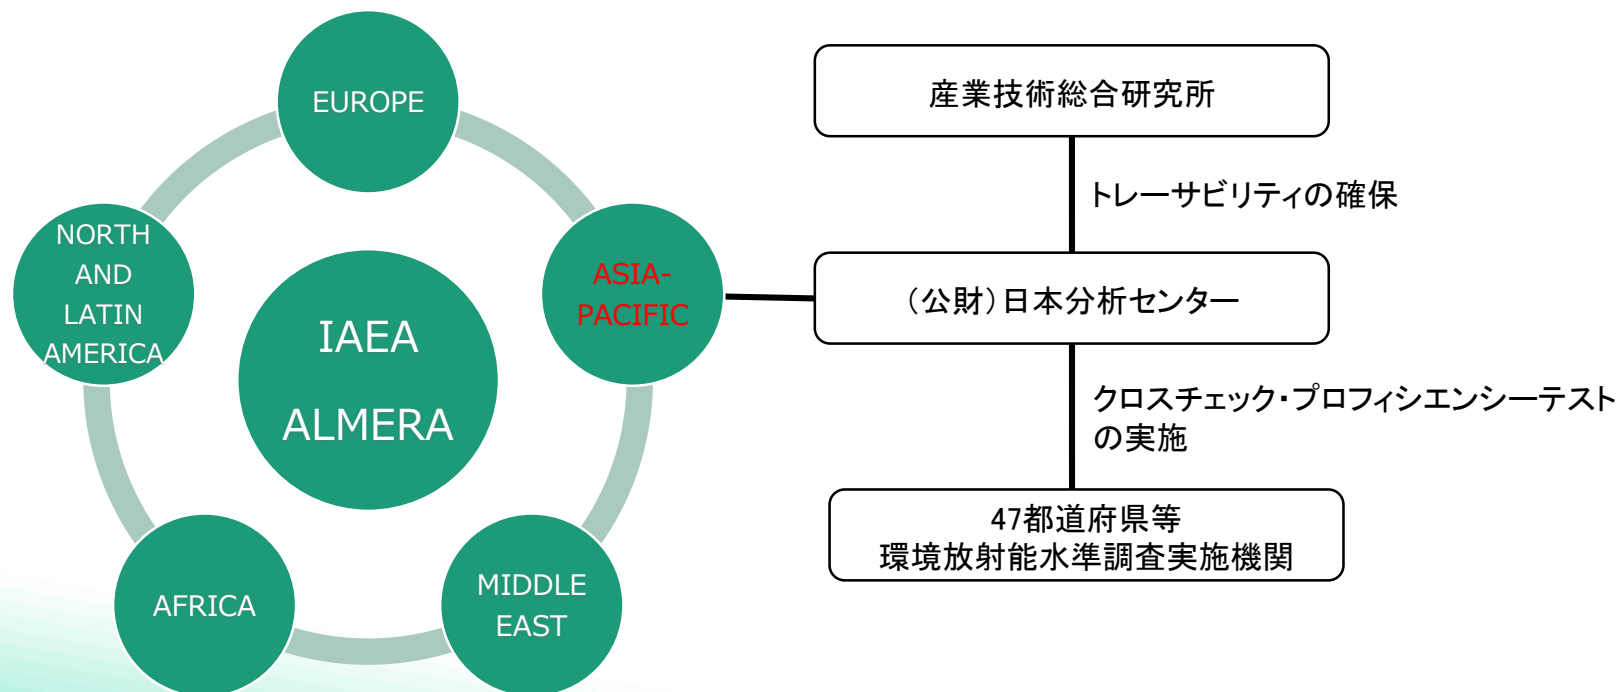 EUROPE
NORTH
AND
LATIN
AMERICA
ASIA-
PACIFIC
IAEA
ALMERA
AFRICA
MIDDLE
EAST
産業技術総合研究所
トレーサビリティの確保
（公財）日本分析センター
クロスチェック・プロフィシエンシーテスト
の実施
47都道府県等
環境放射能水準調査実施機関